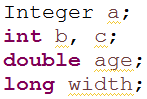 Integer a;
int b, c;
double age;
long width;